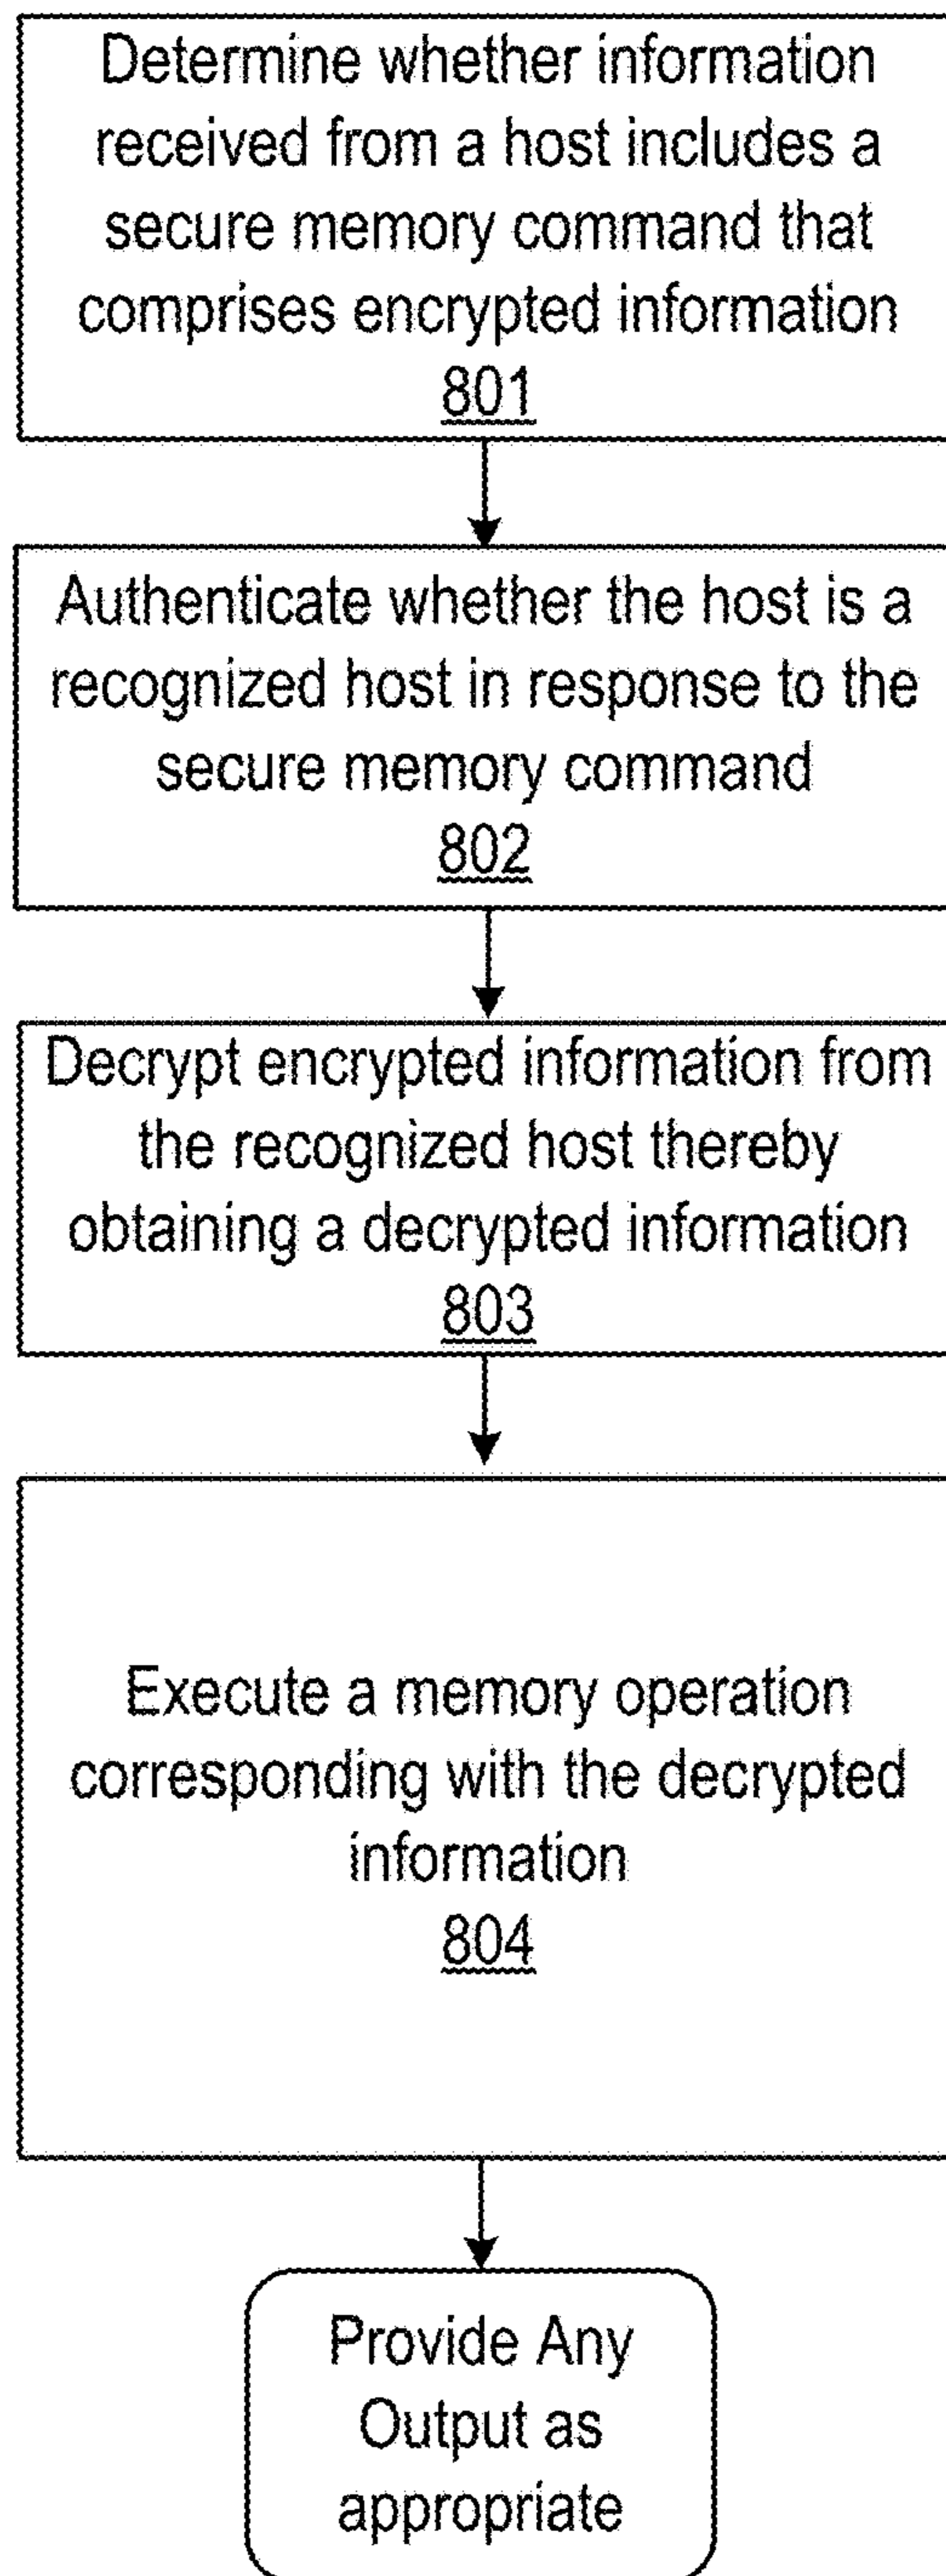 Determine whether information
received from a host includes a
secure memory command that
comprises encrypted information
801
Authenticate whether the host is a
recognized host in response to the
secure memory command
802
Decrypt encrypted information from
the recognized host thereby
obtaining a decrypted information
803
Execute a memory operation
corresponding with the decrypted
information
804
Provide Any
Output as
appropriate